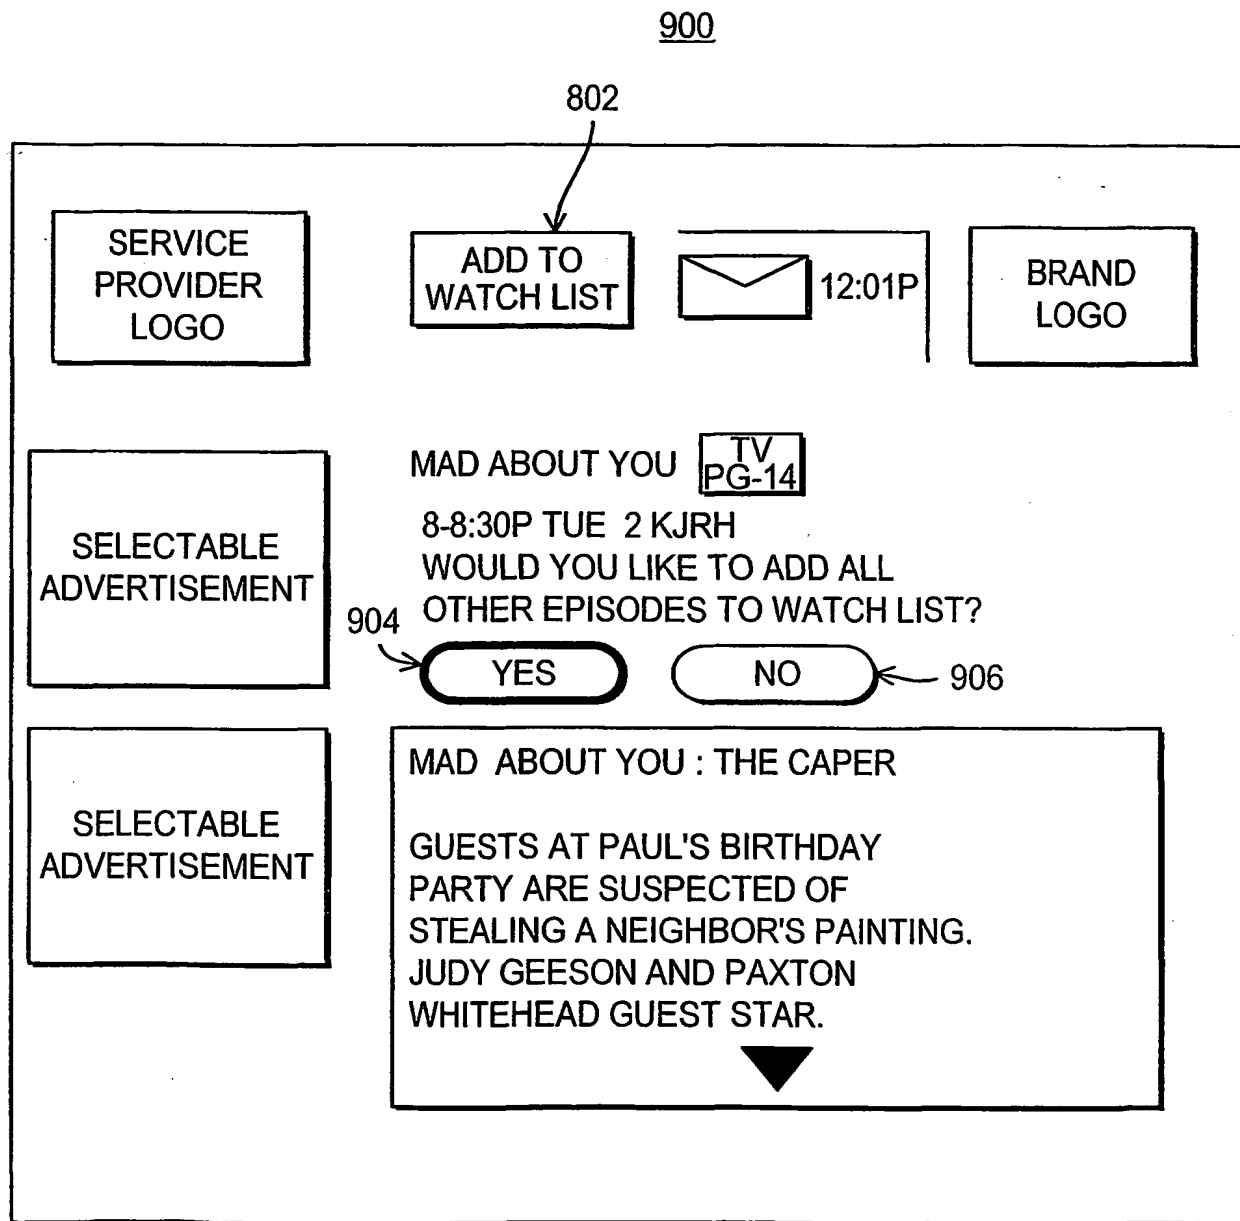 900
802
SERVICE
PROVIDER
LOGO
ADD TO
WATCH LIST
12:01P
BRAND
LOGO
SELECTABLE
ADVERTISEMENT
MAD ABOUT YOU
TV
PG-14
8-8:30P TUE 2 KJRH
WOULD YOU LIKE TO ADD ALL
OTHER EPISODES TO WATCH LIST?
904
YES
NO
906
SELECTABLE
ADVERTISEMENT
MAD ABOUT YOU : THE CAPER
GUESTS AT PAUL'S BIRTHDAY
PARTY ARE SUSPECTED OF
STEALING A NEIGHBOR'S PAINTING.
JUDY GEESON AND PAXTON
WHITEHEAD GUEST STAR.